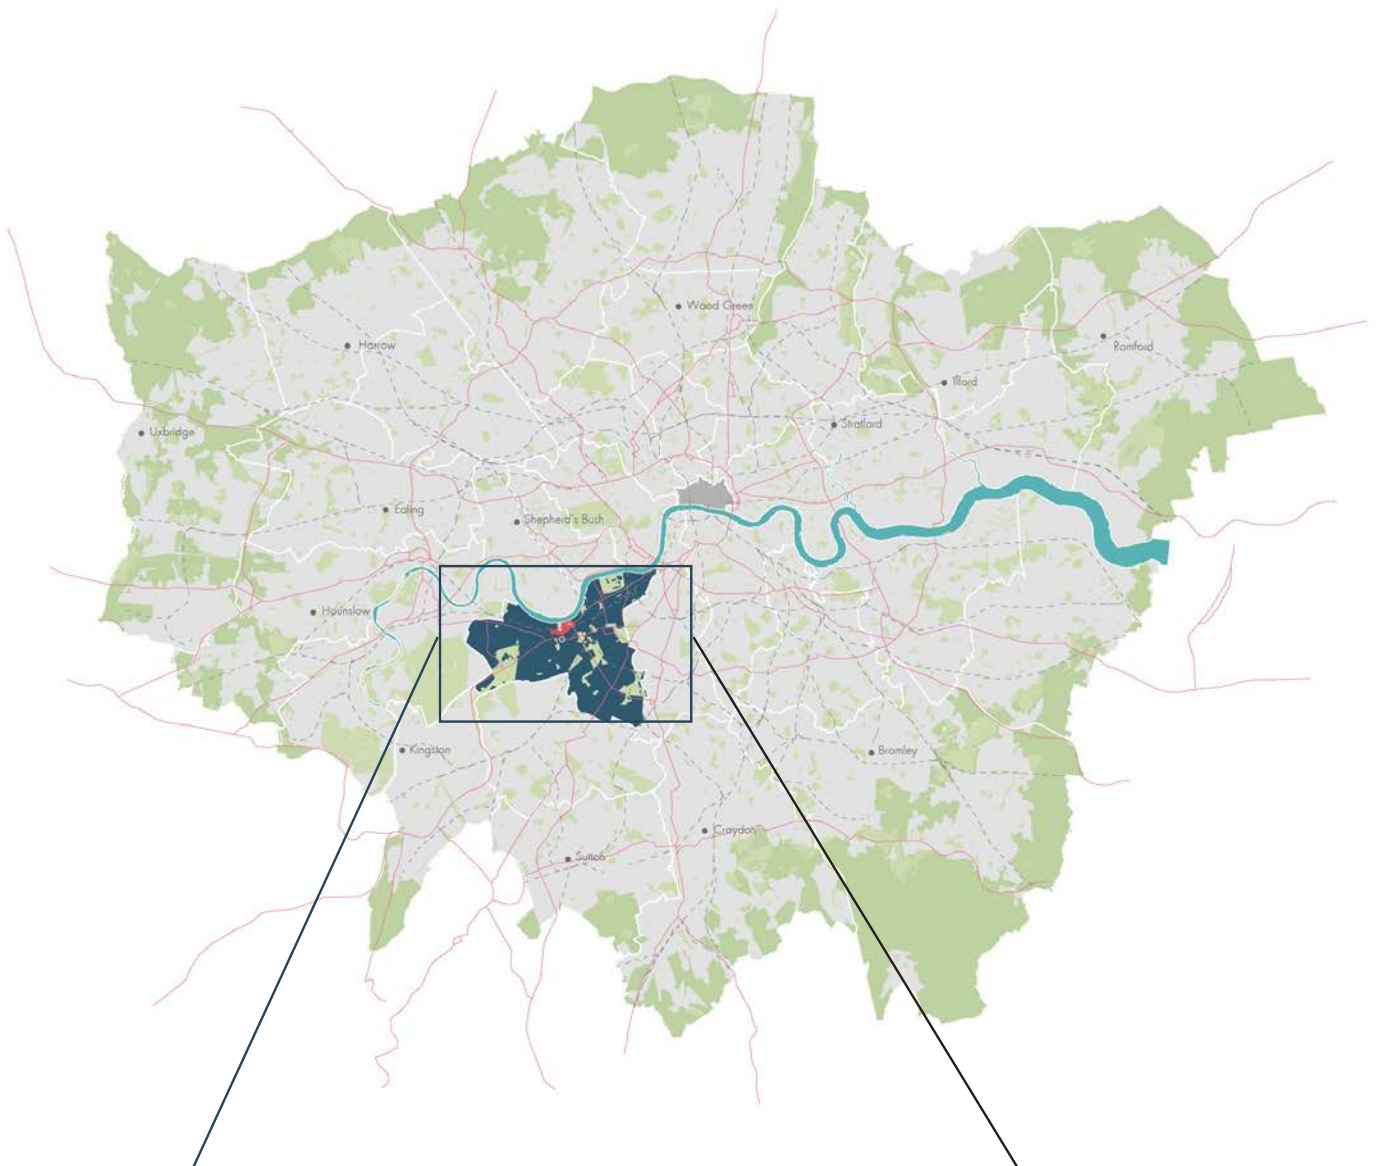 Wood Green
Harrow
Romford
Ilford
Stratford
Uxbridge
Ealing
Shepherd's Bush
Hounslow
Kingston
Bromley
Croydon
Sutton